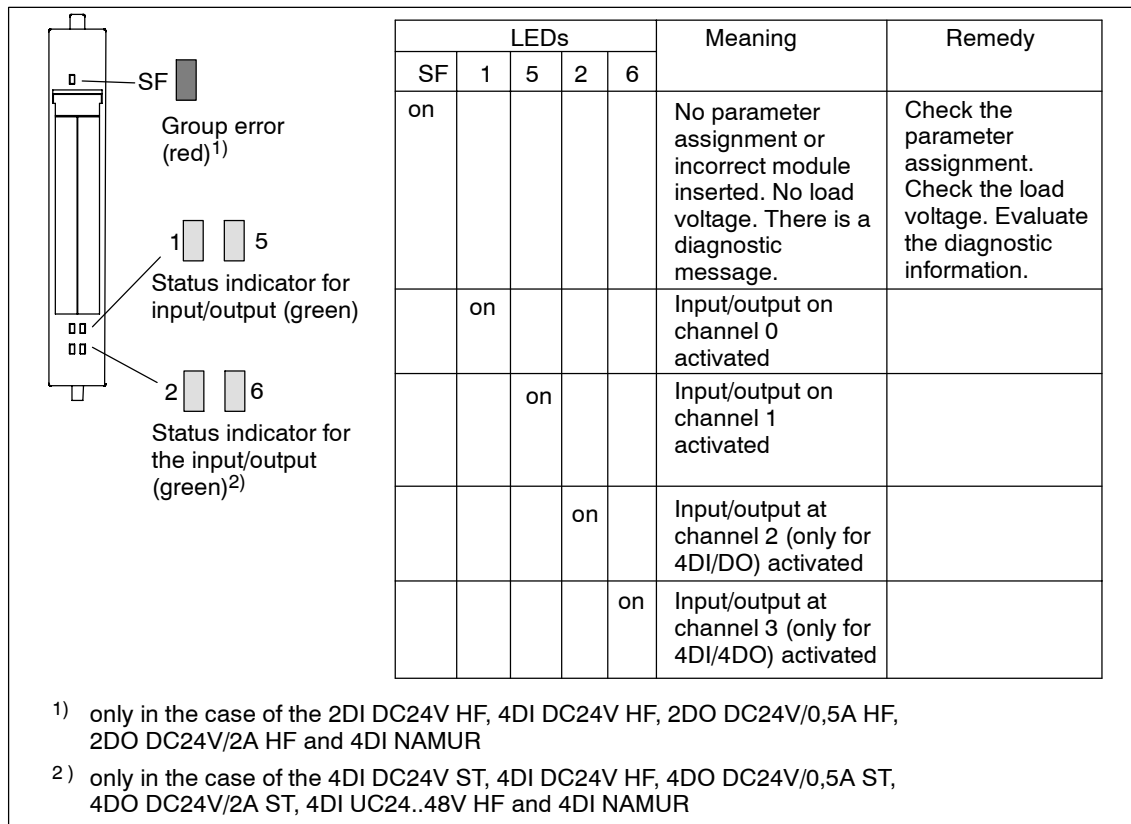 SF
Group error
(red)1)
1 5
Status indicator for
input/output (green)
2 6
Status indicator for
the input/output
(green)2)
LEDs Meaning Remedy
SF 1 5 2 6
on
No parameter
assignment or
incorrect module
inserted. No load
voltage. There is a
diagnostic
message.
Check the
parameter
assignment.
Check the load
voltage. Evaluate
the diagnostic
information.
on
Input/output on
channel 0
activated
on
Input/output on
channel 1
activated
on
Input/output at
channel 2 (only for
4DI/DO) activated
on
Input/output at
channel 3 (only for
4DI/4DO) activated
1) only in the case of the 2DI DC24V HF, 4DI DC24V HF, 2DO DC24V/0,5A HF,
2DO DC24V/2A HF and 4DI NAMUR
2 ) only in the case of the 4DI DC24V ST, 4DI DC24V HF, 4DO DC24V/0,5A ST,
4DO DC24V/2A ST, 4DI UC24..48V HF and 4DI NAMUR